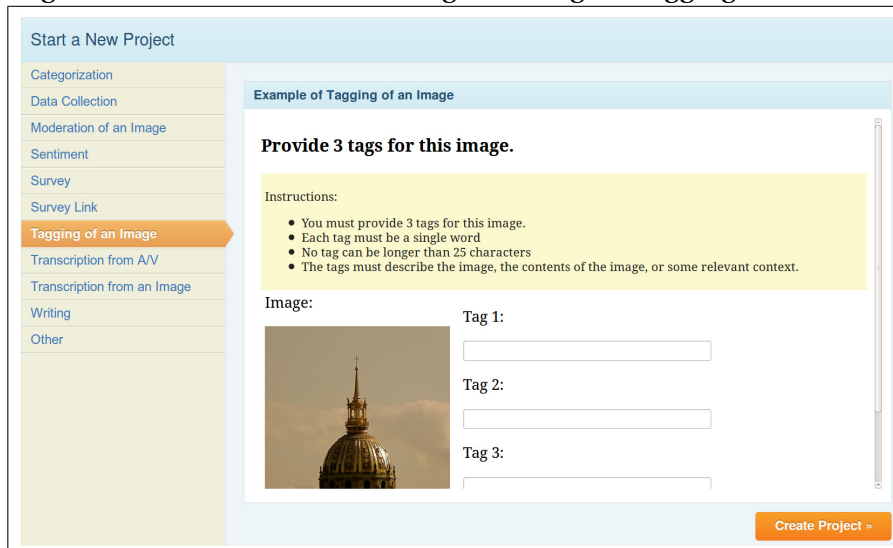 Start a New Project
Categorization
Data Collection
Moderation of an Image
Sentiment
Survey
Survey Link
Tagging of an Image
Transcription from A/V
Transcription from an Image
Writing
Other
Example of Tagging of an Image
Provide 3 tags for this image.
Instructions:
• You must provide 3 tags for this image.
• Each tag must be a single word
• No tag can be longer than 25 characters
• The tags must describe the image, the contents of the image, or some relevant context.
Image:
Tag 1:
Tag 2:
Tag 3:
Create Project »